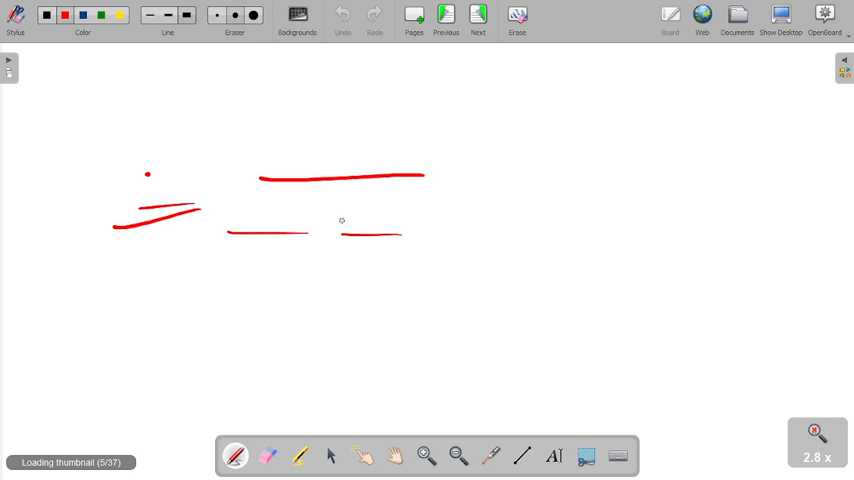 Stylus Color Line Eraser Backgrounds Undo Redo Pages Previous Next Erase Board Web Documents Show Desktop OpenBoard
AI
Loading thumbnail (5/37)
2.8 x